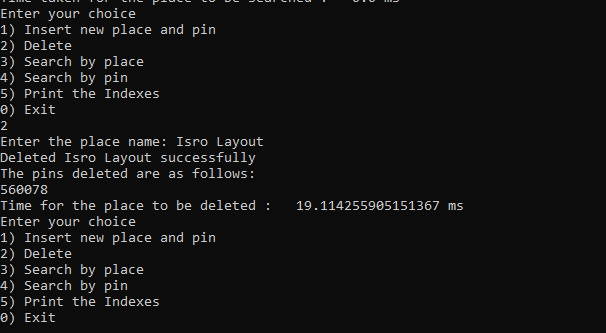 Time taken for the place to be searched :   0.0 ms
Enter your choice
1) Insert new place and pin
2) Delete
3) Search by place
4) Search by pin
5) Print the Indexes
0) Exit
2
Enter the place name: Isro Layout
Deleted Isro Layout successfully
The pins deleted are as follows:
560078
Time for the place to be deleted :   19.114255905151367 ms
Enter your choice
1) Insert new place and pin
2) Delete
3) Search by place
4) Search by pin
5) Print the Indexes
0) Exit